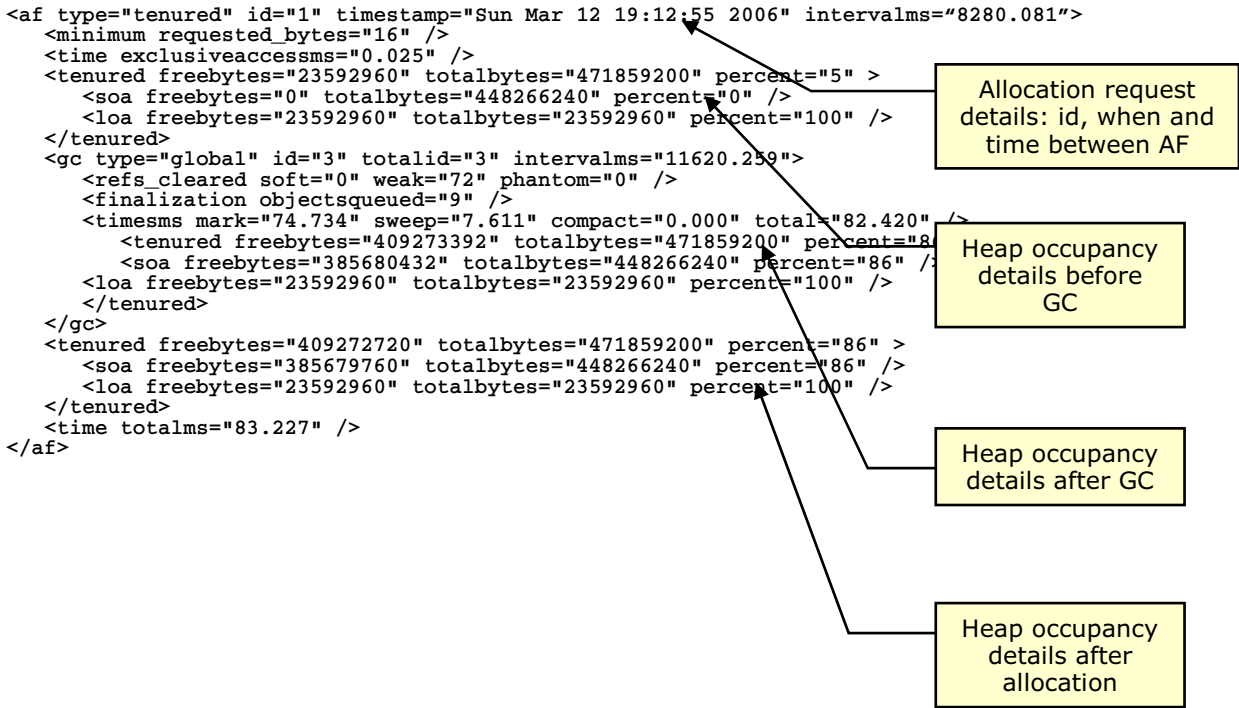 <af type="tenured" id="1" timestamp="Sun Mar 12 19:12:55 2006" intervalms=“8280.081”>
<minimum requested_bytes="16" />
<time exclusiveaccessms="0.025" />
<tenured freebytes="23592960" totalbytes="471859200" percent="5" >
<soa freebytes="0" totalbytes="448266240" percent="0" />
<loa freebytes="23592960" totalbytes="23592960" percent="100" />
</tenured>
<gc type="global" id="3" totalid="3" intervalms="11620.259">
<refs_cleared soft="0" weak="72" phantom="0" />
<finalization objectsqueued="9" />
<timesms mark="74.734" sweep="7.611" compact="0.000" total="82.420" />
<tenured freebytes="409273392" totalbytes="471859200" percent="8
<soa freebytes="385680432" totalbytes="448266240" percent="86" />
<loa freebytes="23592960" totalbytes="23592960" percent="100" />
</tenured>
</gc>
<tenured freebytes="409272720" totalbytes="471859200" percent="86" >
<soa freebytes="385679760" totalbytes="448266240" percent="86" />
<loa freebytes="23592960" totalbytes="23592960" percent="100" />
</tenured>
<time totalms="83.227" />
</af>
Allocation request
details: id, when and
time between AF
Heap occupancy
details before
GC
Heap occupancy
details after GC
Heap occupancy
details after
allocation